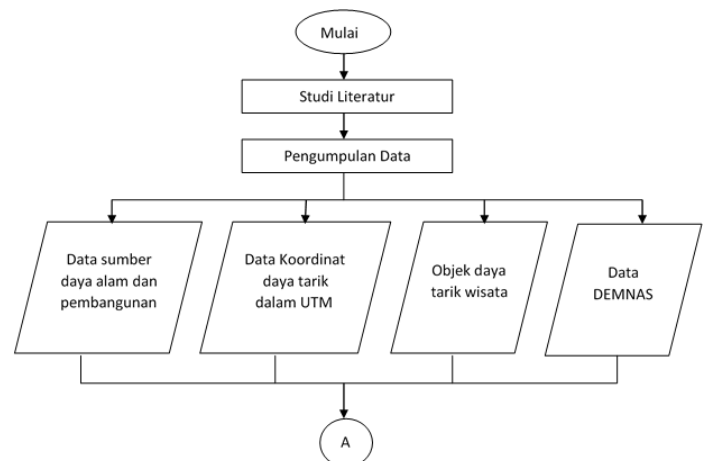 Mulai
Studi Literatur
Pengumpulan Data
Data sumber
daya alam dan
pembangunan
Data Koordinat
daya tarik
dalam UTM
Objek daya
tarik wisata
Data
DEMNAS
A